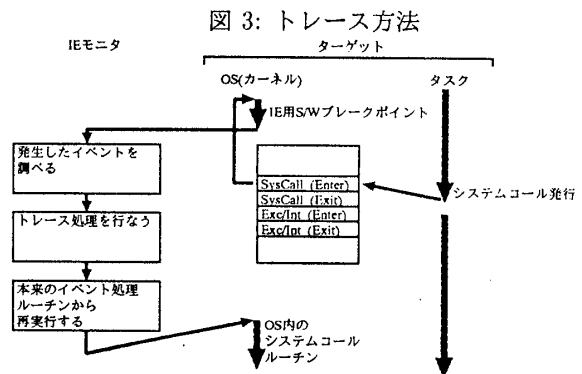 図 3: トレース方法
IEモニタ
ターゲット
OS(カーネル)
タスク
IE用S/Wブレークポイント
発生したイベントを
調べる
SysCall (Enter)
SysCall (Exit)
Exc/Int (Enter)
Exc/Int (Exit)
システムコール発行
トレース処理を行なう
本来のイベント処理
ルーチンから
再実行する
OS内の
システムコール
ルーチン